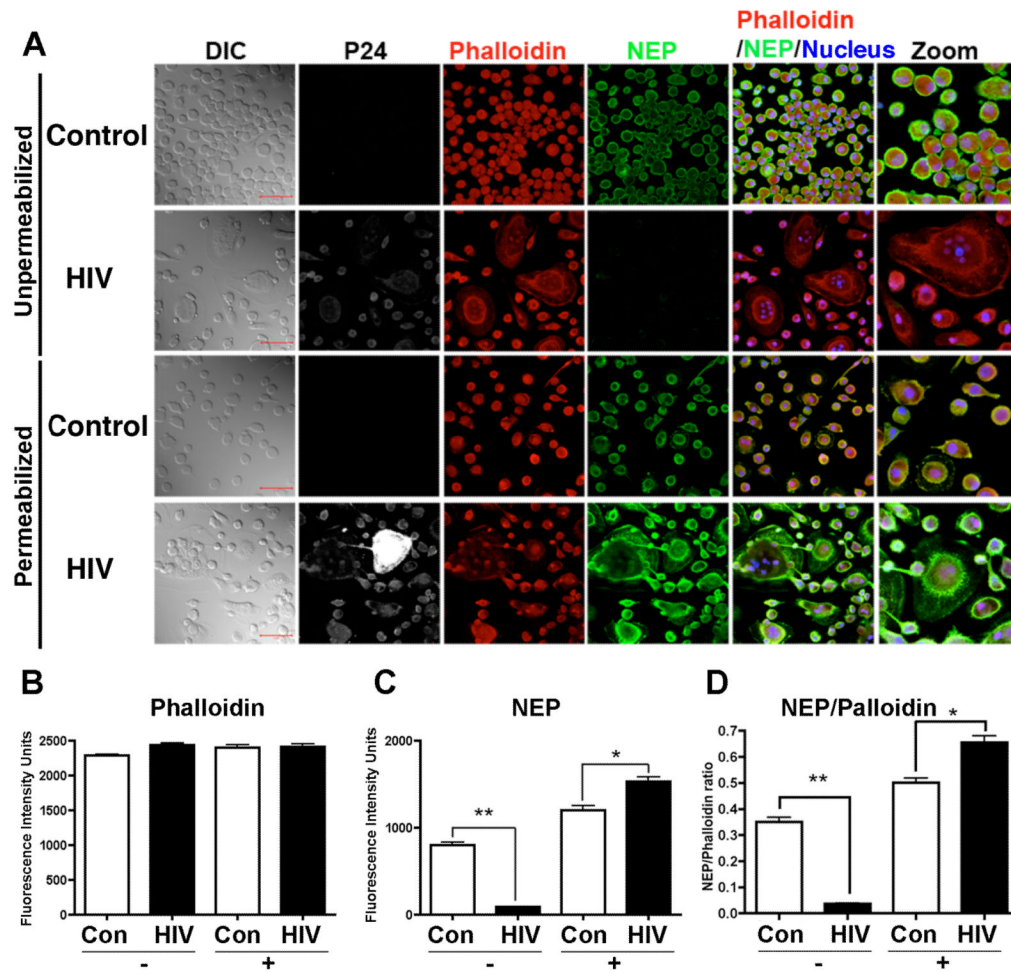 A
DIC P24 Phalloidin NEP Phalloidin /NEP/Nucleus Zoom
Unpermeabilized
Control
HIV
Permeabilized
Control
HIV
B
Phalloidin
Fluorescence Intensity Units
2500
2000
1500
1000
500
0
Con HIV Con HIV
- +
C
NEP
Fluorescence Intensity Units
2000
1000
0
**
*
Con HIV Con HIV
- +
D
NEP/Palloidin
NEP/Phalloidin ratio
0.7
0.6
0.5
0.4
0.3
0.2
0.1
0.0
**
*
Con HIV Con HIV
- +